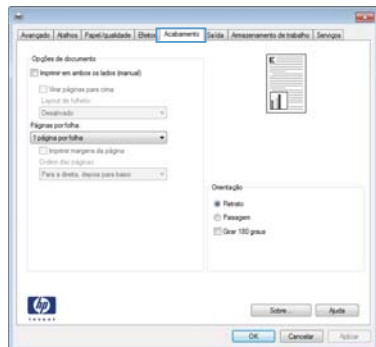 Avançado Atalhos Papel/qualidade Efeitos Acabamento Saída Armazenamento de trabalho Serviços
Opções de documento
Imprimir em ambos os lados (manual)
Virar páginas para cima
Layout de folheto:
Desativado
Páginas por folha:
1 página por folha
Imprimir margens da página
Ordem das páginas:
Para a direita, depois para baixo
Orientação
Retrato
Paisagem
Girar 180 graus
hp
invent
Sobre... Ajuda
OK Cancelar Aplicar